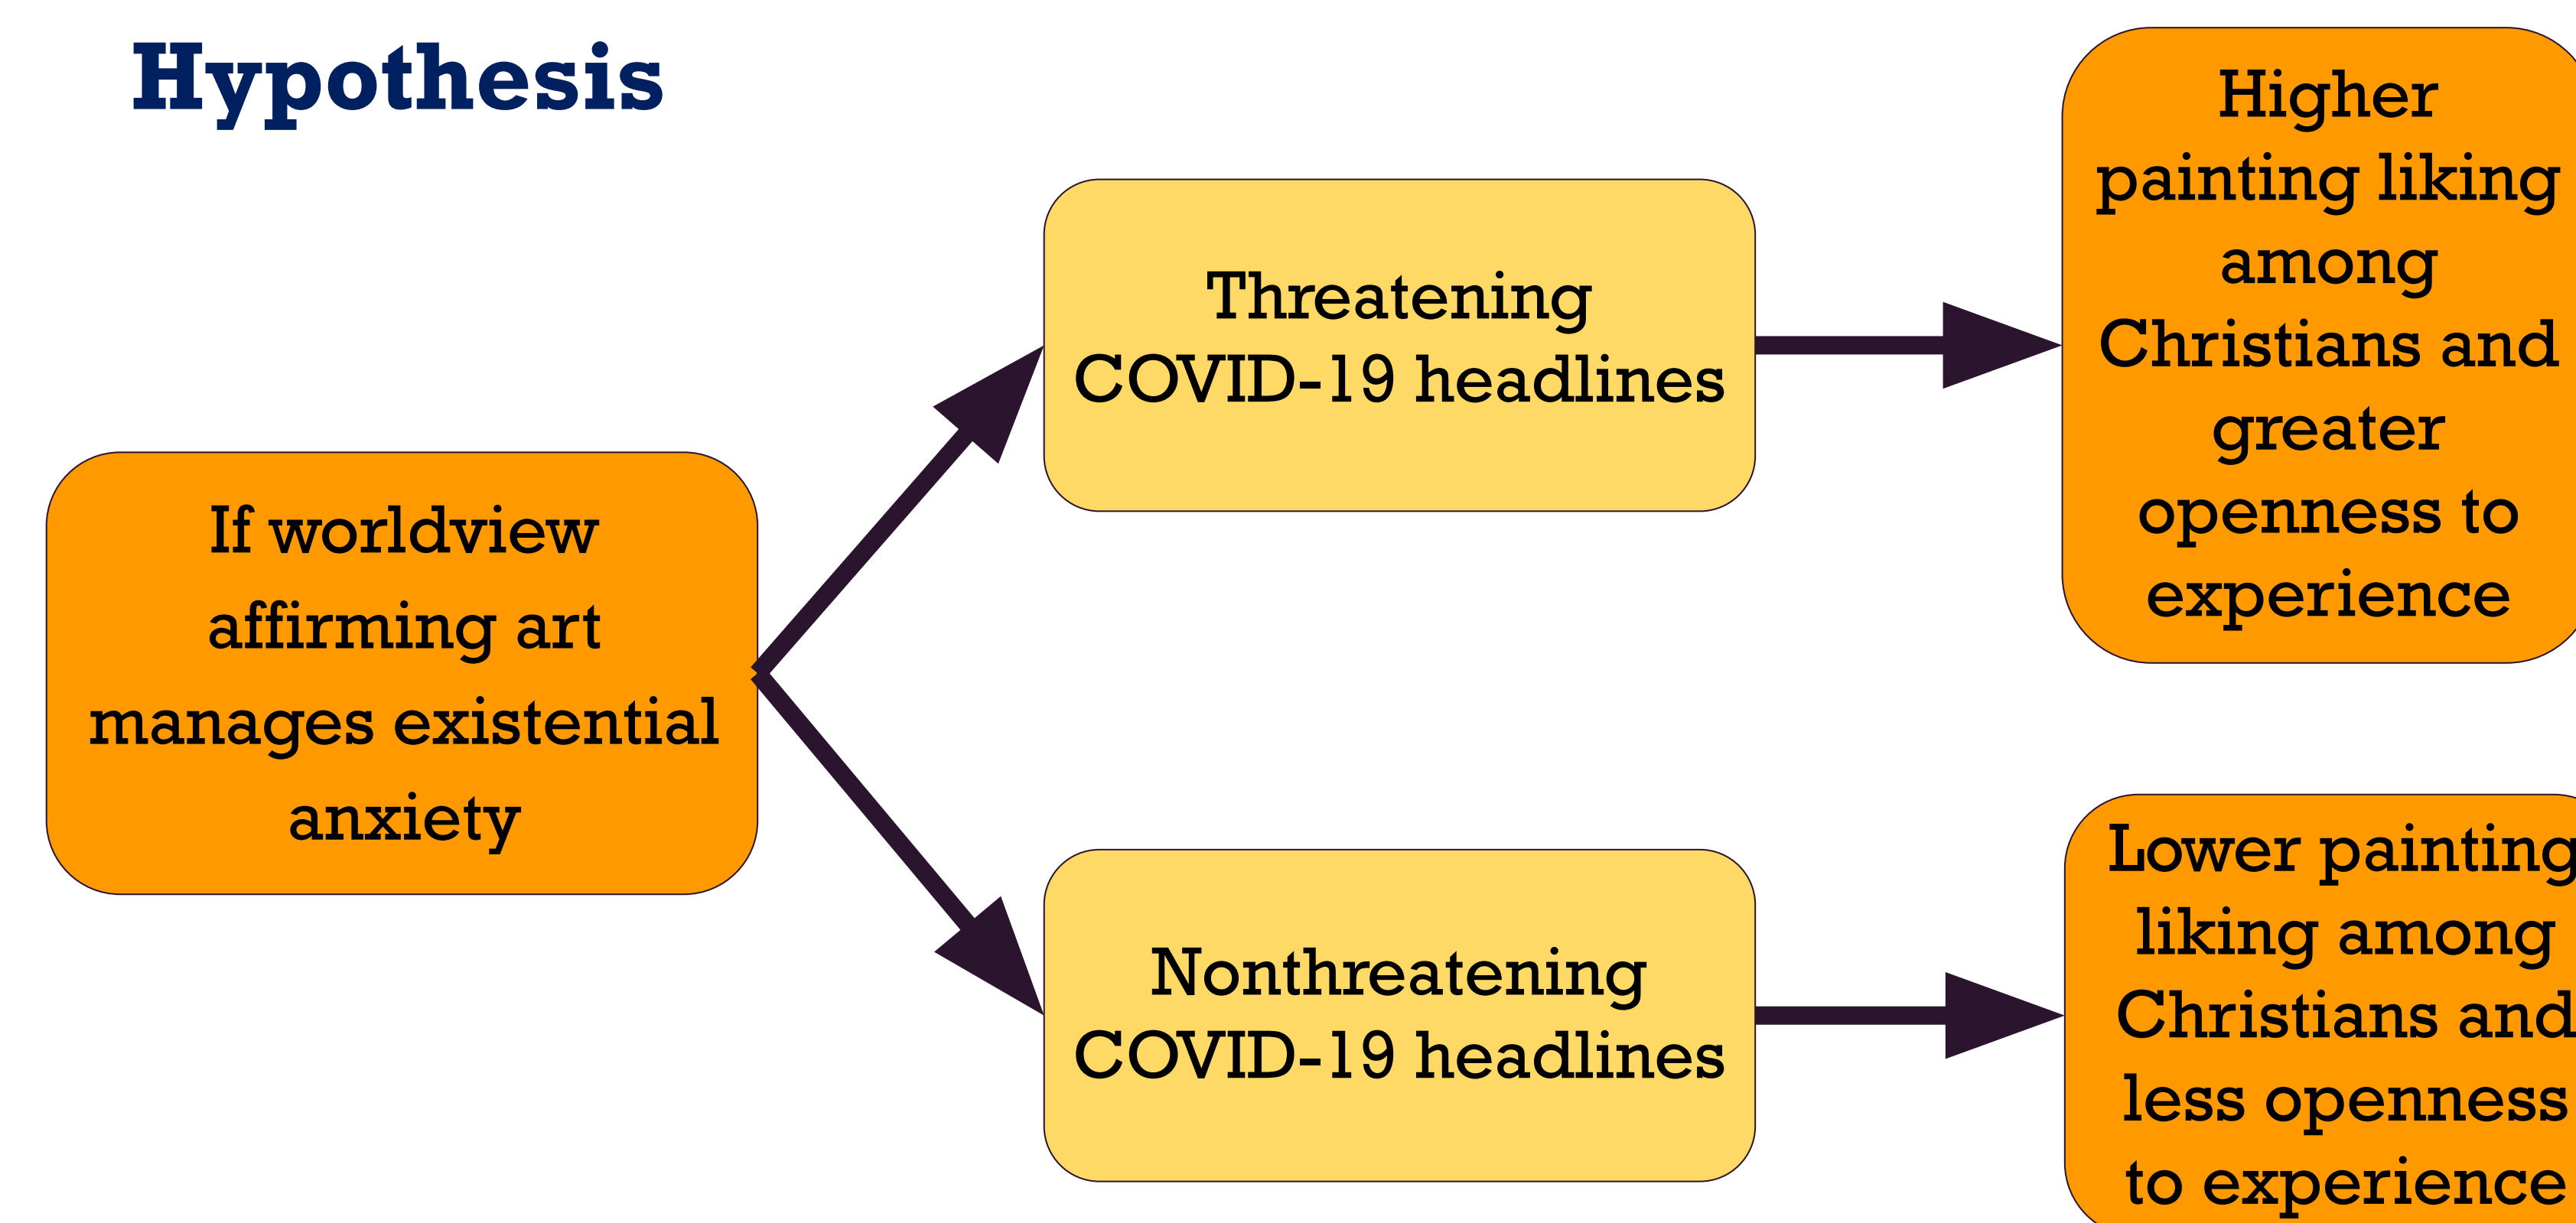 Hypothesis
If worldview
affirming art
manages existential
anxiety
Threatening
COVID-19 headlines
Higher
painting liking
among
Christians and
greater
openness to
experience
Nonthreatening
COVID-19 headlines
Lower painting
liking among
Christians and
less openness
to experience